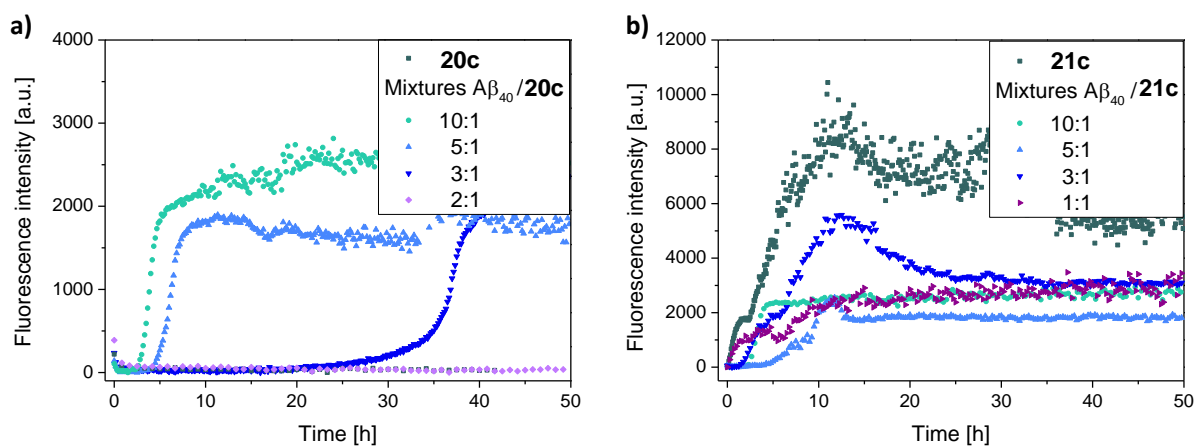 a)
4000
3000
2000
1000
0
Fluorescence intensity [a.u.]
20c
Mixtures Aβ40 /20c
10:1
5:1
3:1
2:1
0 10 20 30 40 50
Time [h]
b)
12000
10000
8000
6000
4000
2000
0
Fluorescence intensity [a.u.]
21c
Mixtures Aβ40 /21c
10:1
5:1
3:1
1:1
0 10 20 30 40 50
Time [h]